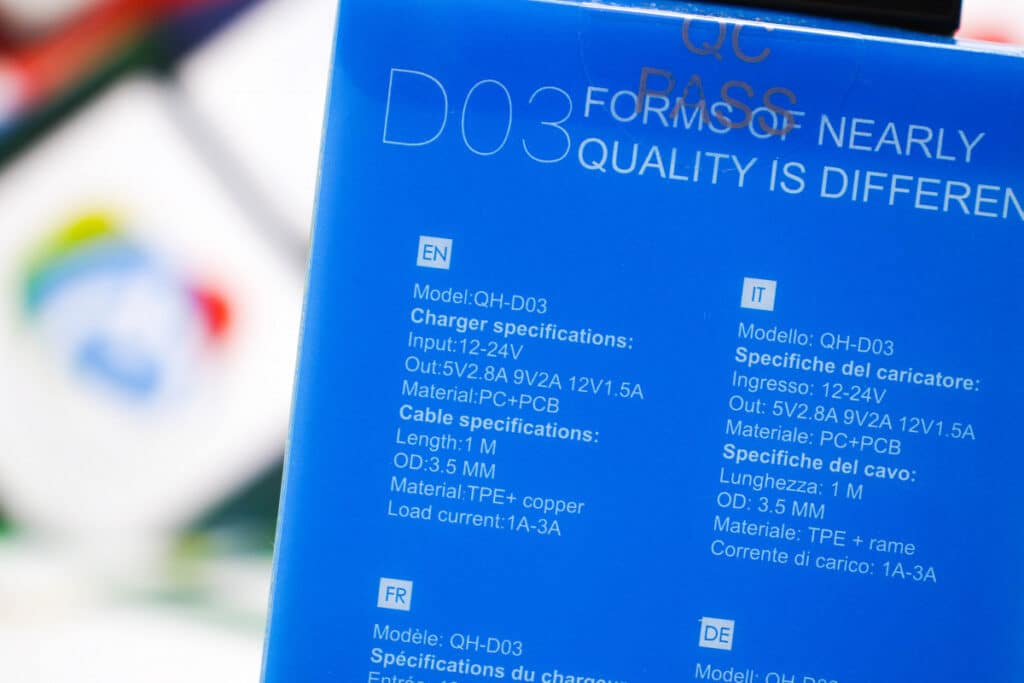 QC
PASS
D03
FORMS OF NEARLY
QUALITY IS DIFFEREN
EN
Model:QH-D03
Charger specifications:
Input:12-24V
Out:5V2.8A 9V2A 12V1.5A
Material:PC+PCB
Cable specifications:
Length:1 M
OD:3.5 MM
Material:TPE+ copper
Load current:1A-3A
IT
Modello: QH-D03
Specifiche del caricatore:
Ingresso: 12-24V
Out: 5V2.8A 9V2A 12V1.5A
Materiale: PC+PCB
Specifiche del cavo:
Lunghezza: 1 M
OD: 3.5 MM
Materiale: TPE + rame
Corrente di carico: 1A-3A
FR
Modèle: QH-D03
Spécifications du chargeur
DE
Modell: QH-D03